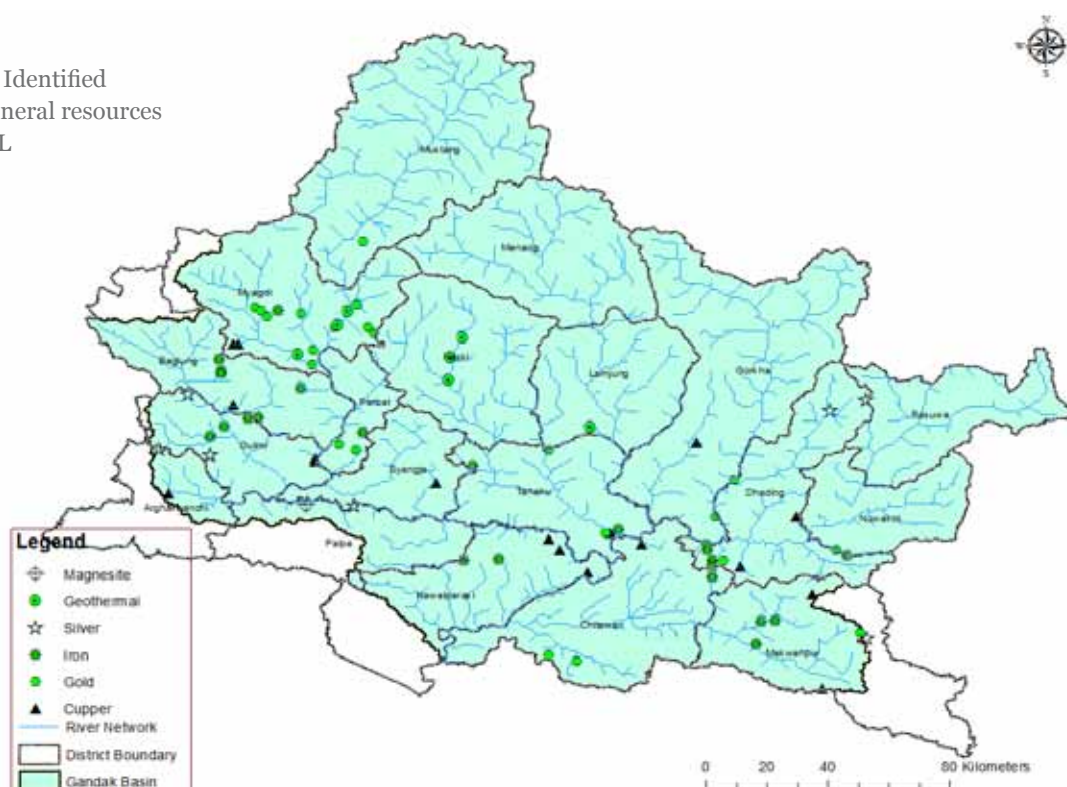 Identified
neral resources
L
N
W
S
Mustang
Manang
Myagdi
Baglung
Kaski
Lamjung
Gorkha
Rasuwa
Parbat
Gulmi
Syangja
Tanahu
Dhading
Nuwakot
Arghakhanchi
Palpa
Nawalparasi
Chitawan
Makwanpur
Legend
Magnesite
Geothermal
Silver
Iron
Gold
Cupper
River Network
District Boundary
Gandak Basin
0 20 40 80 Kilometers